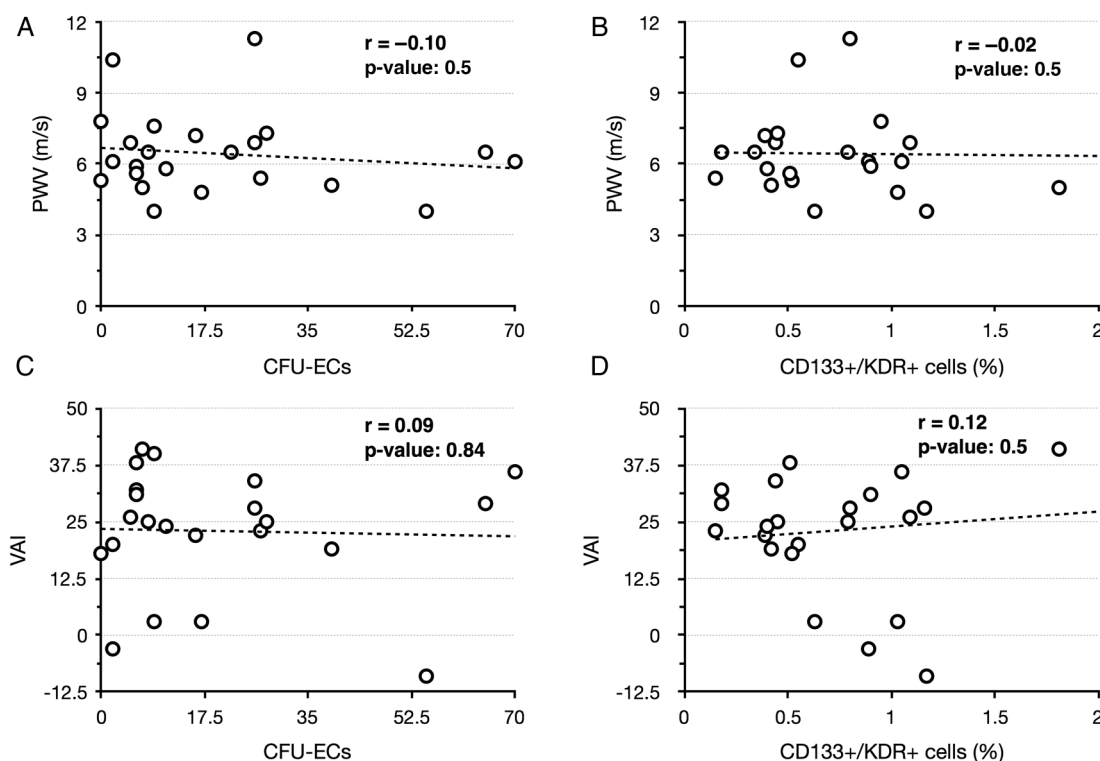 A
12
9
6
3
0
PWV (m/s)
r = –0.10
p-value: 0.5
0 17.5 35 52.5 70
CFU-ECs
B
12
9
6
3
0
PWV (m/s)
r = –0.02
p-value: 0.5
0 0.5 1 1.5 2
CD133+/KDR+ cells (%)
C
50
37.5
25
12.5
0
-12.5
VAI
r = 0.09
p-value: 0.84
0 17.5 35 52.5 70
CFU-ECs
D
50
37.5
25
12.5
0
-12.5
VAI
r = 0.12
p-value: 0.5
0 0.5 1 1.5 2
CD133+/KDR+ cells (%)